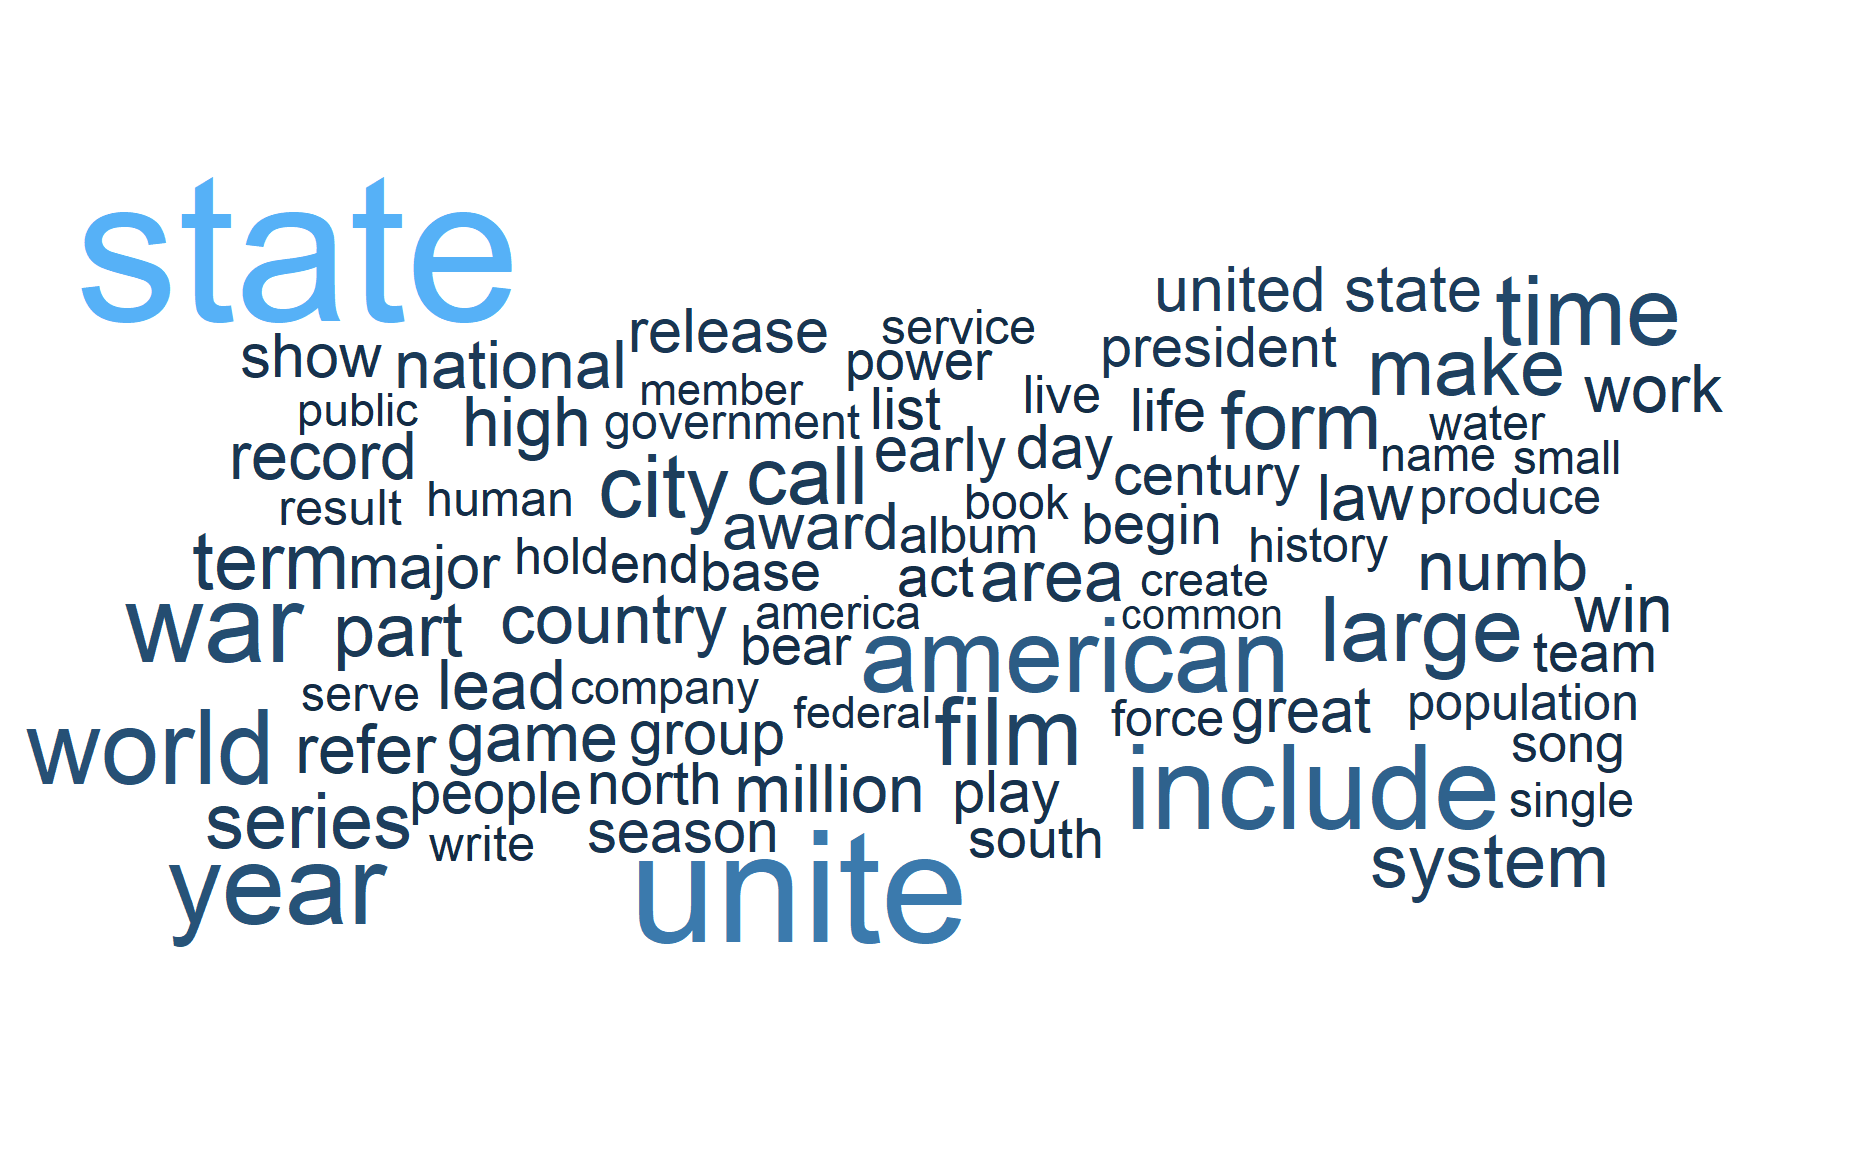 state
united state time
release service
show national power president make
member live work
public high government list life form water
record early day name small
city call century
result human book law produce
award album begin history
term major hold end base act area create numb
war part country america common large win
bear american team
serve lead company federal population
world refer game group film force great song
people north million play include single
series write season south
year unite system